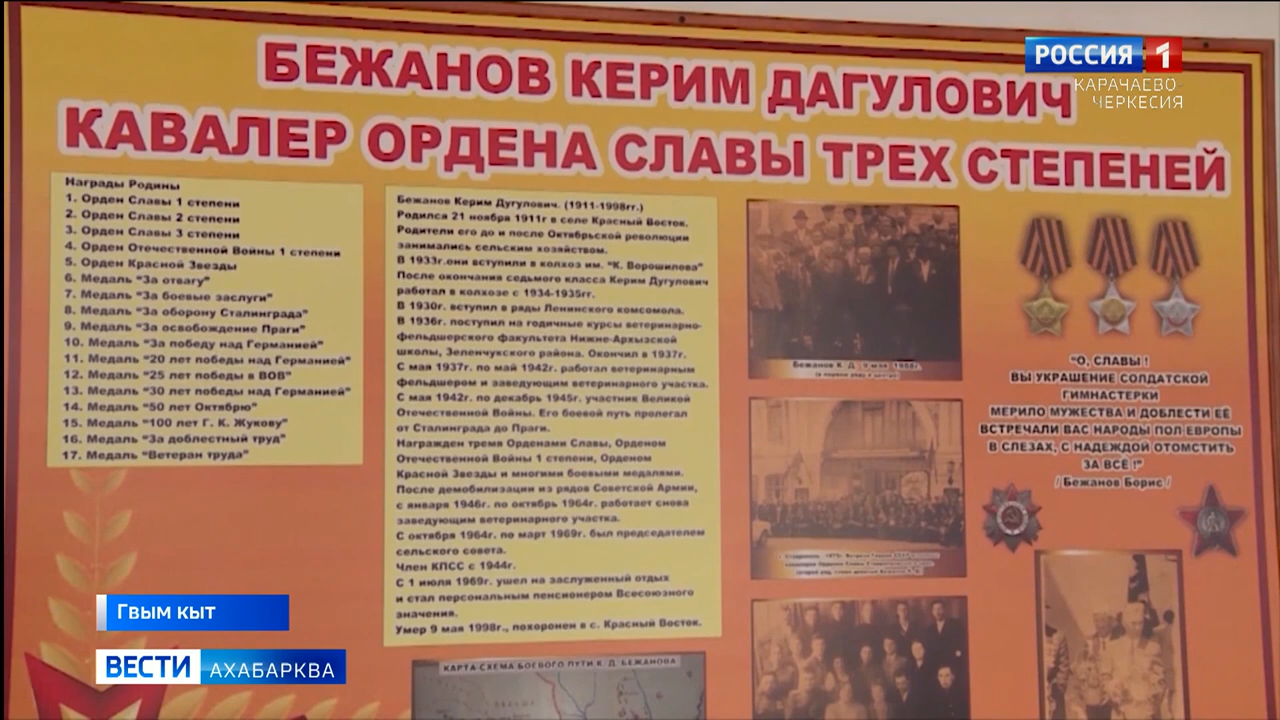 БЕЖАНОВ КЕРИМ ДАГУЛОВИЧ
КАВАЛЕР ОРДЕНА СЛАВЫ ТРЕХ СТЕПЕНЕЙ
РОССИЯ 1
КАРАЧАЕВО-
ЧЕРКЕСИЯ
Награды Родины
1. Орден Славы 1 степени
2. Орден Славы 2 степени
3. Орден Славы 3 степени
4. Орден Отечественной Войны 1 степени
5. Орден Красной Звезды
6. Медаль "За отвагу"
7. Медаль "За боевые заслуги"
8. Медаль "За оборону Сталинграда"
9. Медаль "За освобождение Праги"
10. Медаль "За победу над Германией"
11. Медаль "20 лет победы над Германией"
12. Медаль "25 лет победы в ВОВ"
13. Медаль "30 лет победы над Германией"
14. Медаль "50 лет Октябрю"
15. Медаль "100 лет Г. К. Жукову"
16. Медаль "За доблестный труд"
17. Медаль "Ветеран труда"
Бежанов Керим Дугулович. (1911-1998гг.)
Родился 21 ноября 1911г в селе Красный Восток.
Родители его до и после Октябрьской революции
занимались сельским хозяйством.
В 1933г.они вступили в колхоз им. "К. Ворошилова"
После окончания седьмого класса Керим Дугулович
работал в колхозе с 1934-1935гг.
В 1930г. вступил в ряды Ленинского комсомола.
В 1936г. поступил на годичные курсы ветеринарно-
фельдшерского факультета Нижне-Архызской
школы, Зеленчукского района. Окончил в 1937г.
С мая 1937г. по май 1942г. работал ветеринарным
фельдшером и заведующим ветеринарного участка.
С мая 1942г. по декабрь 1945г. участник Великой
Отечественной Войны. Его боевой путь пролегал
от Сталинграда до Праги.
Награжден тремя Орденами Славы, Орденом
Отечественной Войны 1 степени, Орденом
Красной Звезды и многими боевыми медалями.
После демобилизации из рядов Советской Армии,
с января 1946г. по октябрь 1964г. работает снова
заведующим ветеринарного участка.
С октября 1964г. по март 1969г. был председателем
сельского совета.
Член КПСС с 1944г.
С 1 июля 1969г. ушел на заслуженный отдых
и стал персональным пенсионером Всесоюзного
значения.
Умер 9 мая 1998г., похоронен в с. Красный Восток.
КАРТА-СХЕМА БОЕВОГО ПУТИ К. Д. БЕЖАНОВА
Бежанов К. Д. 9 мая 1988г.
(в первом ряду в центре)
"О, СЛАВЫ !
ВЫ УКРАШЕНИЕ СОЛДАТСКОЙ
ГИМНАСТЕРКИ
МЕРИЛО МУЖЕСТВА И ДОБЛЕСТИ ЕЁ
ВСТРЕЧАЛИ ВАС НАРОДЫ ПОЛ ЕВРОПЫ
В СЛЕЗАХ, С НАДЕЖДОЙ ОТОМСТИТЬ
ЗА ВСЁ !"
/ Бежанов Борис /
Гвым кыт
ВЕСТИ АХАБАРКВА